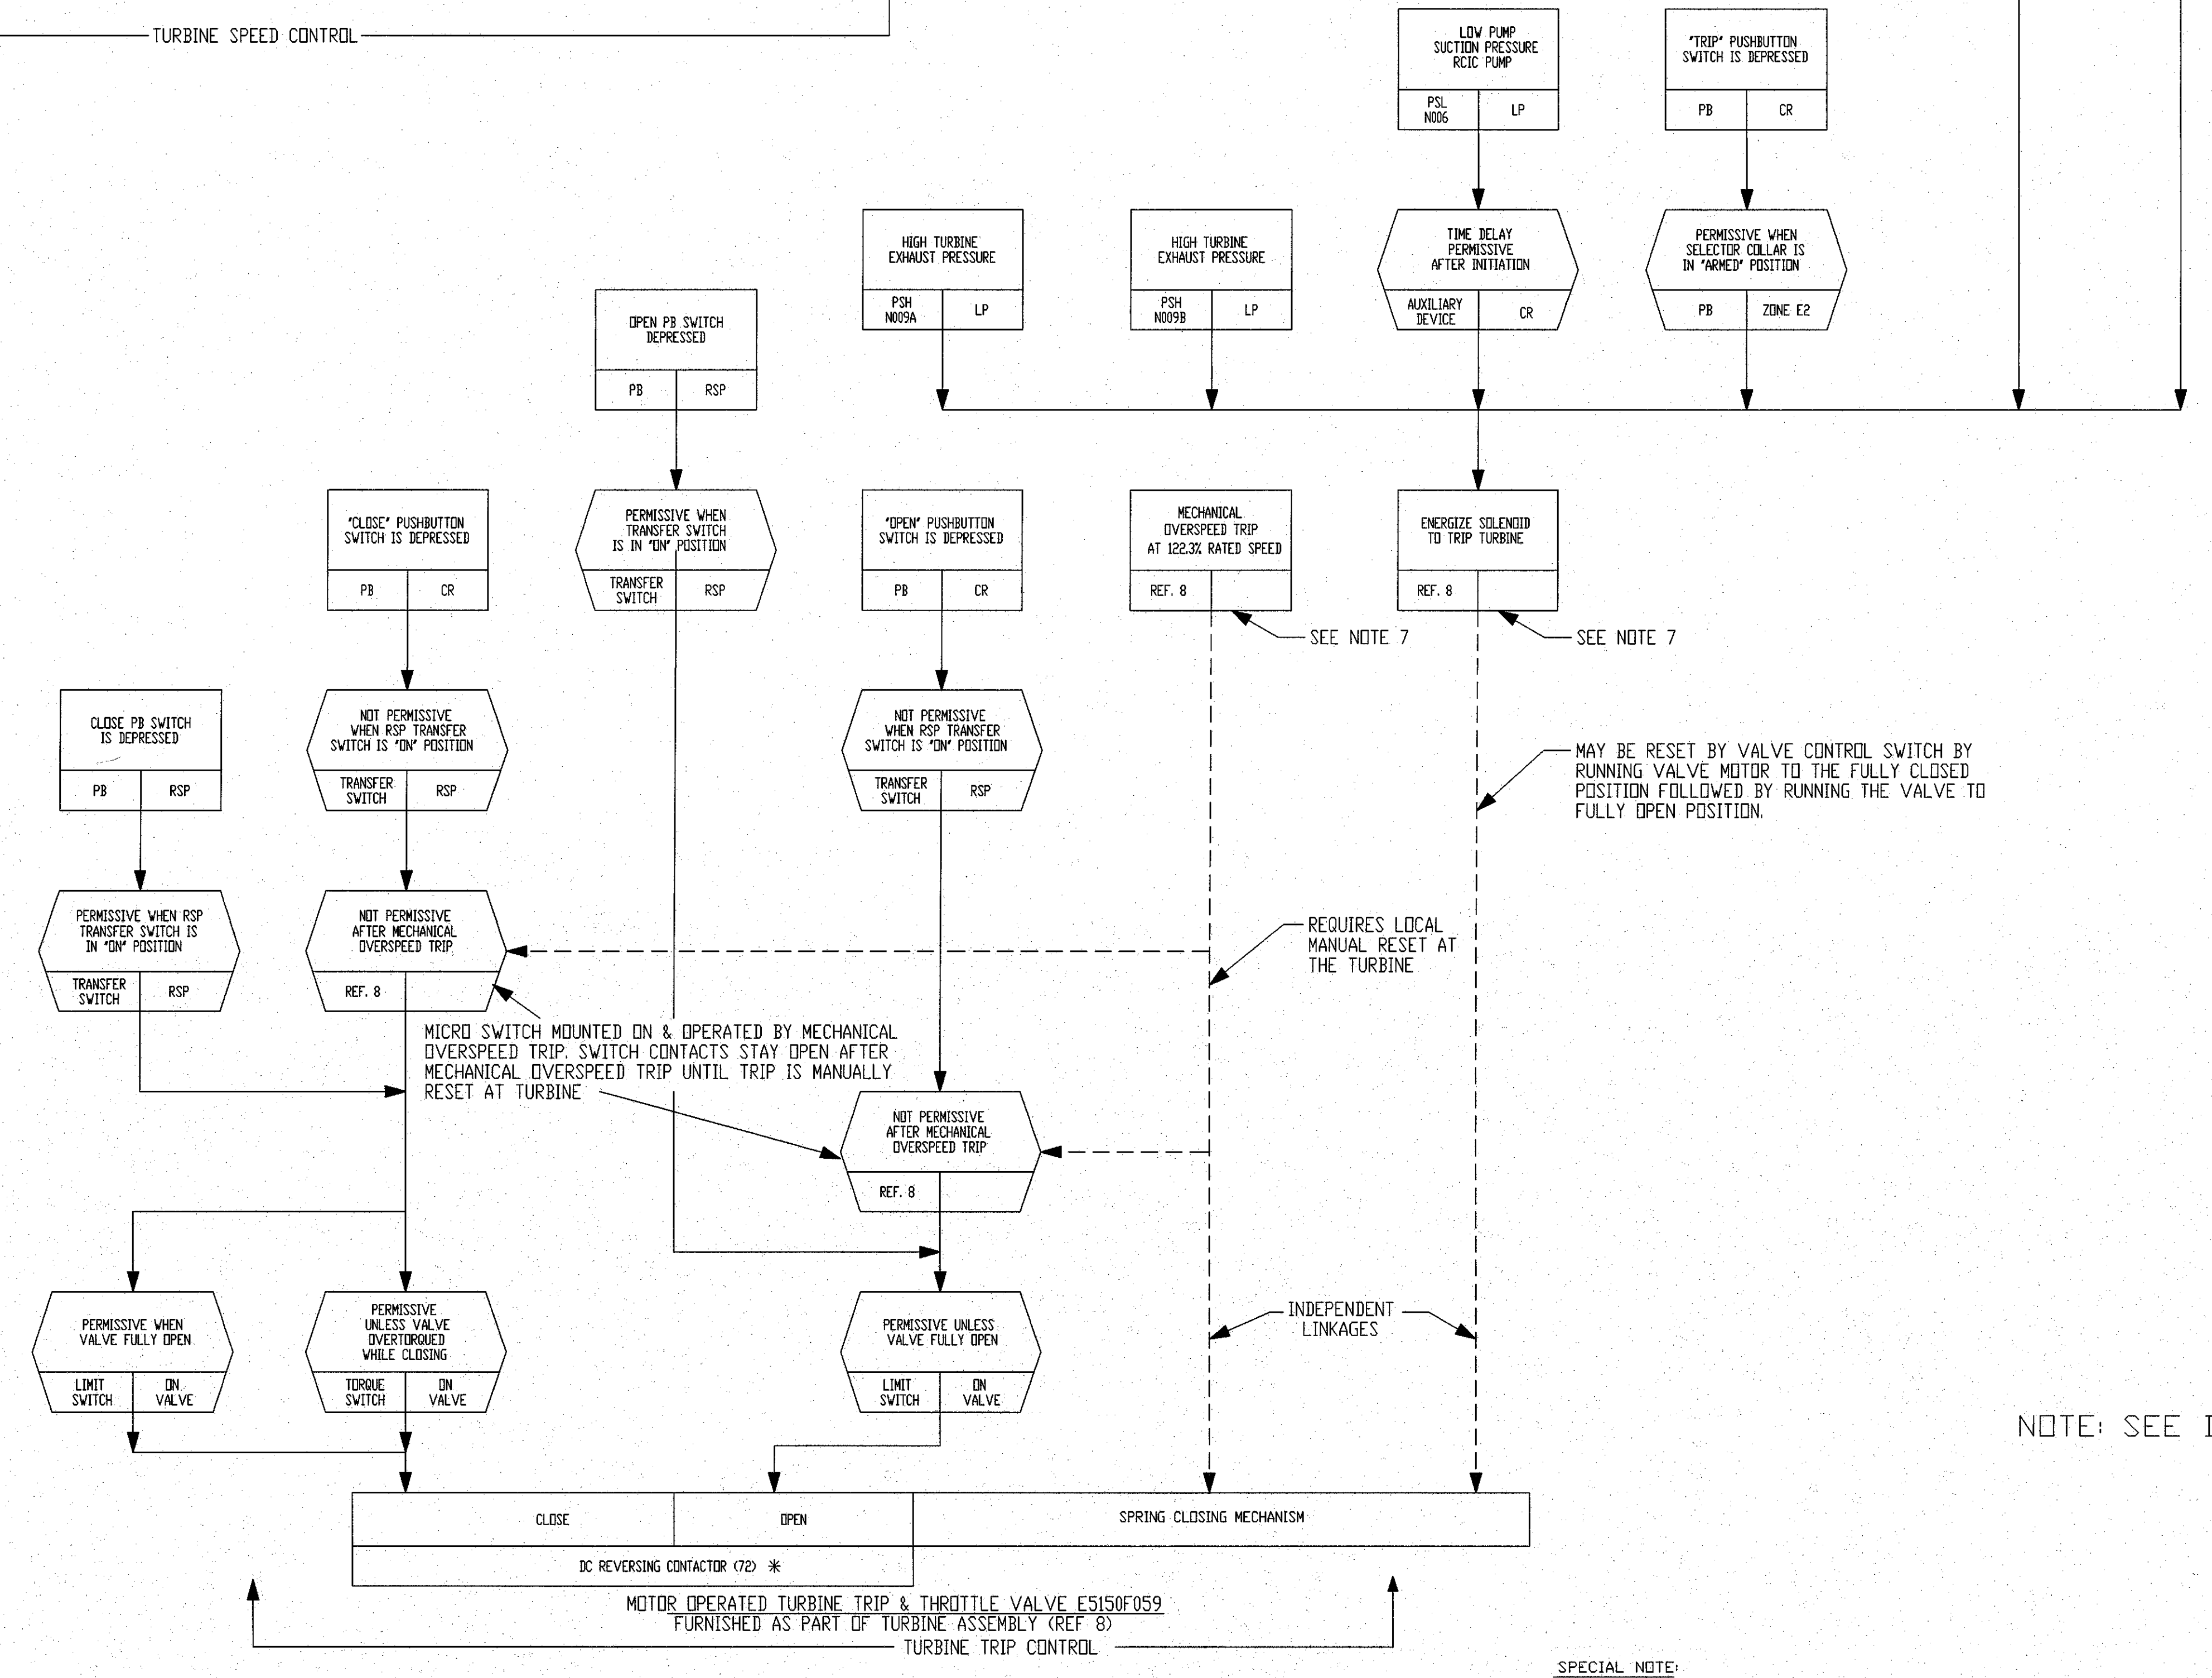 TURBINE SPEED CONTROL
LOW PUMP
SUCTION PRESSURE
RCIC PUMP
PSL
N006
LP
"TRIP" PUSHBUTTON
SWITCH IS DEPRESSED
PB
CR
HIGH TURBINE
EXHAUST PRESSURE
PSH
N009A
LP
HIGH TURBINE
EXHAUST PRESSURE
PSH
N009B
LP
TIME DELAY
PERMISSIVE
AFTER INITIATION
AUXILIARY
DEVICE
CR
PERMISSIVE WHEN
SELECTOR COLLAR IS
IN "ARMED" POSITION
PB
ZONE E2
OPEN PB SWITCH
DEPRESSED
PB
RSP
"CLOSE" PUSHBUTTON
SWITCH IS DEPRESSED
PB
CR
PERMISSIVE WHEN
TRANSFER SWITCH
IS IN "ON" POSITION
TRANSFER
SWITCH
RSP
"OPEN" PUSHBUTTON
SWITCH IS DEPRESSED
PB
CR
MECHANICAL
OVERSPEED TRIP
AT 122.3% RATED SPEED
REF. 8
SEE NOTE 7
ENERGIZE SOLENOID
TO TRIP TURBINE
REF. 8
SEE NOTE 7
CLOSE PB SWITCH
IS DEPRESSED
PB
RSP
NOT PERMISSIVE
WHEN RSP TRANSFER
SWITCH IS "ON" POSITION
TRANSFER
SWITCH
RSP
NOT PERMISSIVE
WHEN RSP TRANSFER
SWITCH IS "ON" POSITION
TRANSFER
SWITCH
RSP
MAY BE RESET BY VALVE CONTROL SWITCH BY
RUNNING VALVE MOTOR TO THE FULLY CLOSED
POSITION FOLLOWED BY RUNNING THE VALVE TO
FULLY OPEN POSITION.
PERMISSIVE WHEN RSP
TRANSFER SWITCH IS
IN "ON" POSITION
TRANSFER
SWITCH
RSP
NOT PERMISSIVE
AFTER MECHANICAL
OVERSPEED TRIP
REF. 8
REQUIRES LOCAL
MANUAL RESET AT
THE TURBINE
MICRO SWITCH MOUNTED ON & OPERATED BY MECHANICAL
OVERSPEED TRIP. SWITCH CONTACTS STAY OPEN AFTER
MECHANICAL OVERSPEED TRIP UNTIL TRIP IS MANUALLY
RESET AT TURBINE
NOT PERMISSIVE
AFTER MECHANICAL
OVERSPEED TRIP
REF. 8
PERMISSIVE WHEN
VALVE FULLY OPEN
LIMIT
SWITCH
ON
VALVE
PERMISSIVE
UNLESS VALVE
OVERTORQUED
WHILE CLOSING
TORQUE
SWITCH
ON
VALVE
PERMISSIVE UNLESS
VALVE FULLY OPEN
LIMIT
SWITCH
ON
VALVE
INDEPENDENT
LINKAGES
NOTE: SEE
CLOSE
OPEN
SPRING CLOSING MECHANISM
DC REVERSING CONTACTOR (72) *
MOTOR OPERATED TURBINE TRIP & THROTTLE VALVE E5150F059
FURNISHED AS PART OF TURBINE ASSEMBLY (REF 8)
TURBINE TRIP CONTROL
SPECIAL NOTE: